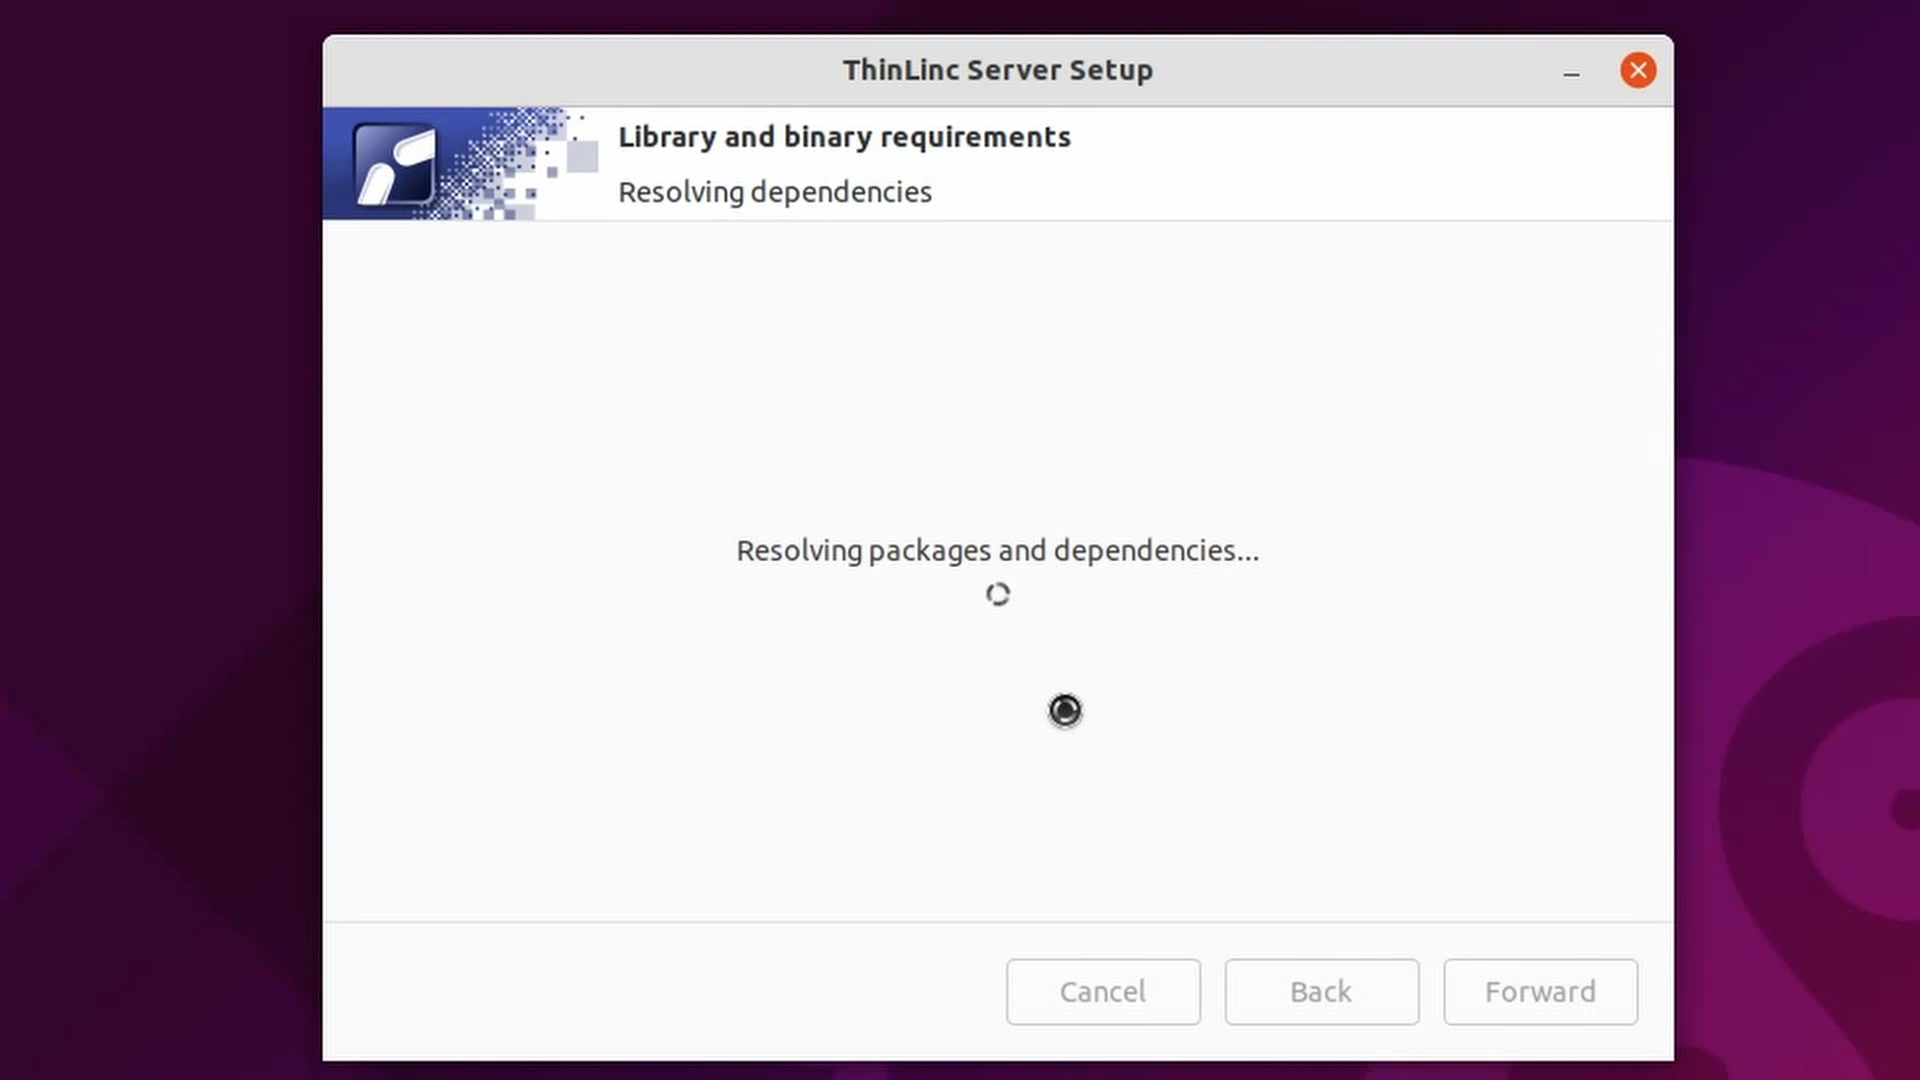 ThinLinc Server Setup
Library and binary requirements
Resolving dependencies
Resolving packages and dependencies...
Cancel
Back
Forward